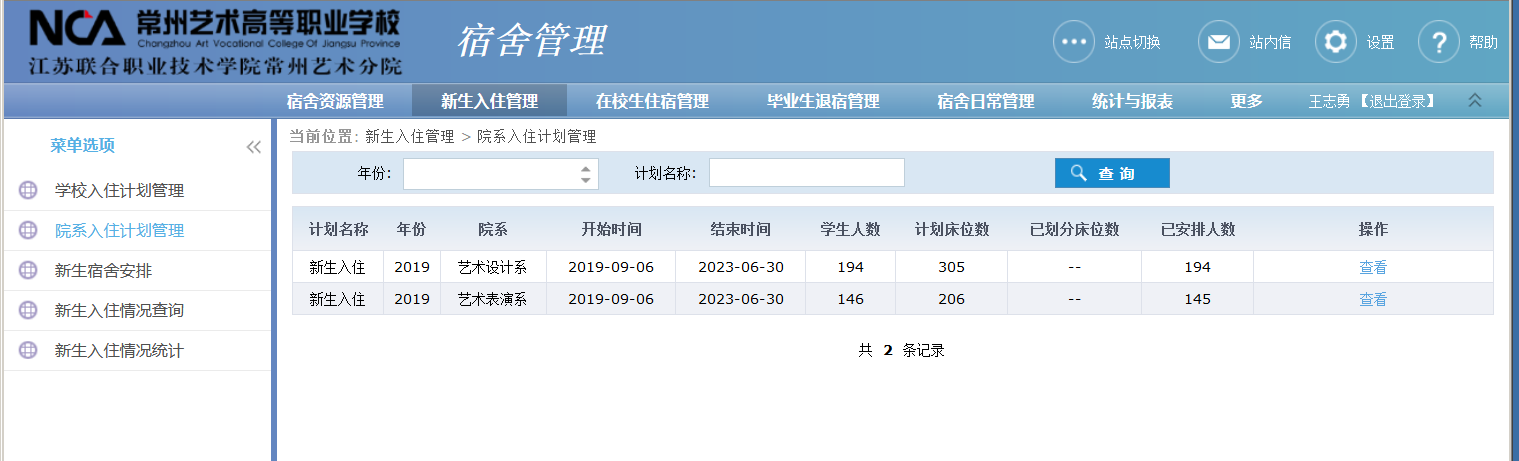 NCA 常州艺术高等职业学校
Changzhou Art Vocational College Of Jiangsu Province
江苏联合职业技术学院常州艺术分院
宿舍管理
站点切换 站内信 设置 帮助
宿舍资源管理 新生入住管理 在校生住宿管理 毕业生退宿管理 宿舍日常管理 统计与报表 更多 王志勇【退出登录】
菜单选项
学校入住计划管理
院系入住计划管理
新生宿舍安排
新生入住情况查询
新生入住情况统计
当前位置: 新生入住管理 > 院系入住计划管理
年份: 计划名称: 查 询
计划名称 年份 院系 开始时间 结束时间 学生人数 计划床位数 已划分床位数 已安排人数 操作
新生入住 2019 艺术设计系 2019-09-06 2023-06-30 194 305 -- 194 查看
新生入住 2019 艺术表演系 2019-09-06 2023-06-30 146 206 -- 145 查看
共 2 条记录